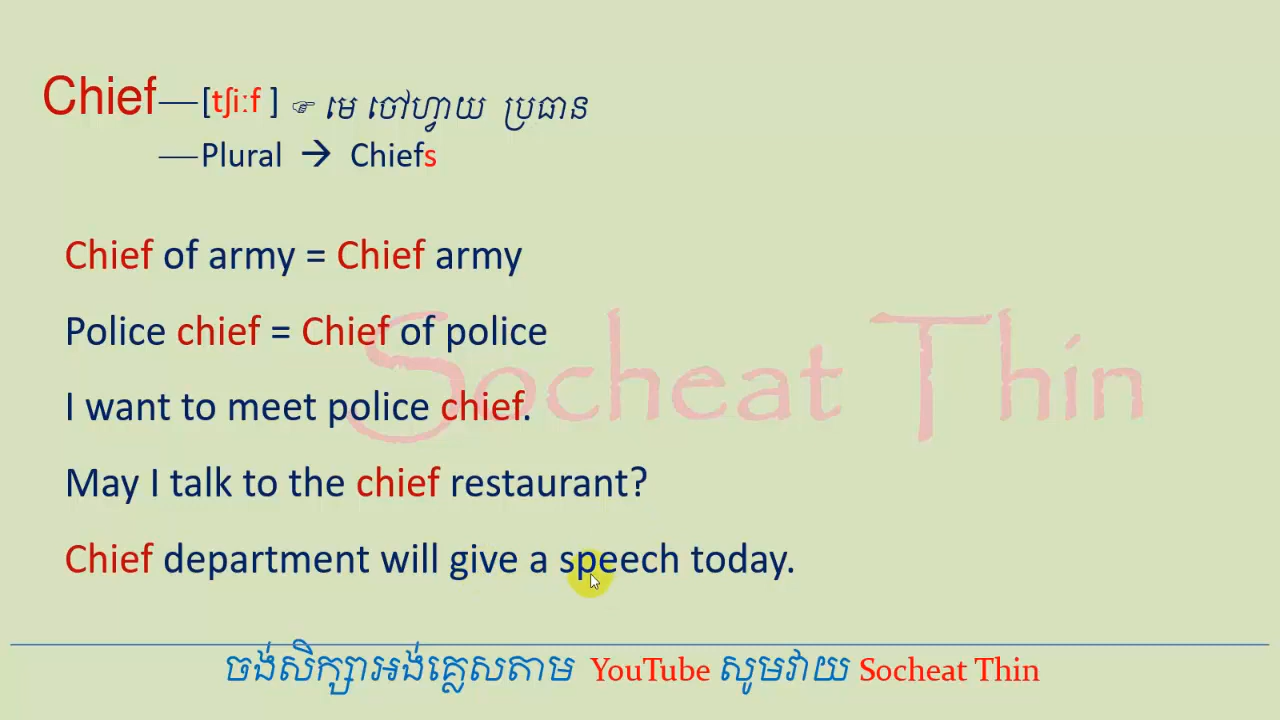 Chief—[tʃiːf ] ☞ មេ ចៅហ្វាយ ប្រធាន
—Plural → Chiefs
Chief of army = Chief army
Police chief = Chief of police
I want to meet police chief.
May I talk to the chief restaurant?
Chief department will give a speech today.
Socheat Thin
ចង់សិក្សាអង់គ្លេសតាម YouTube សូមវាយ Socheat Thin